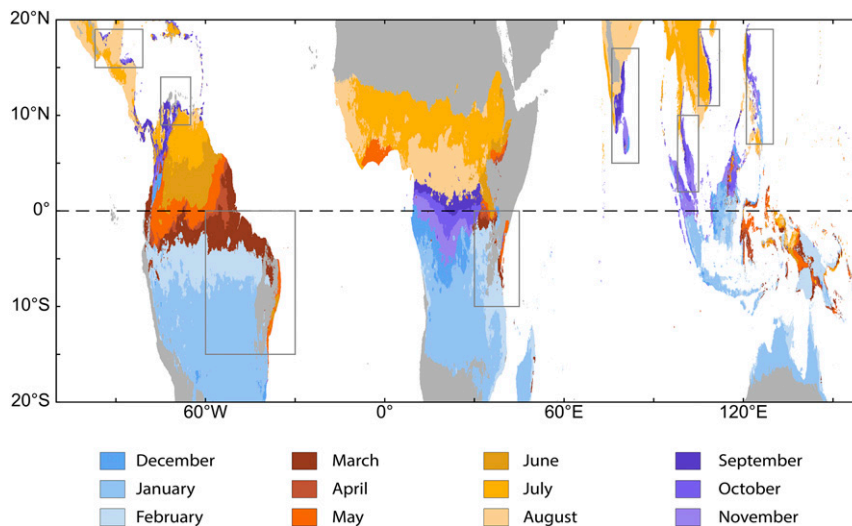 20°N
10°N
0°
10°S
20°S
60°W
0°
60°E
120°E
December
March
June
September
January
April
July
October
February
May
August
November